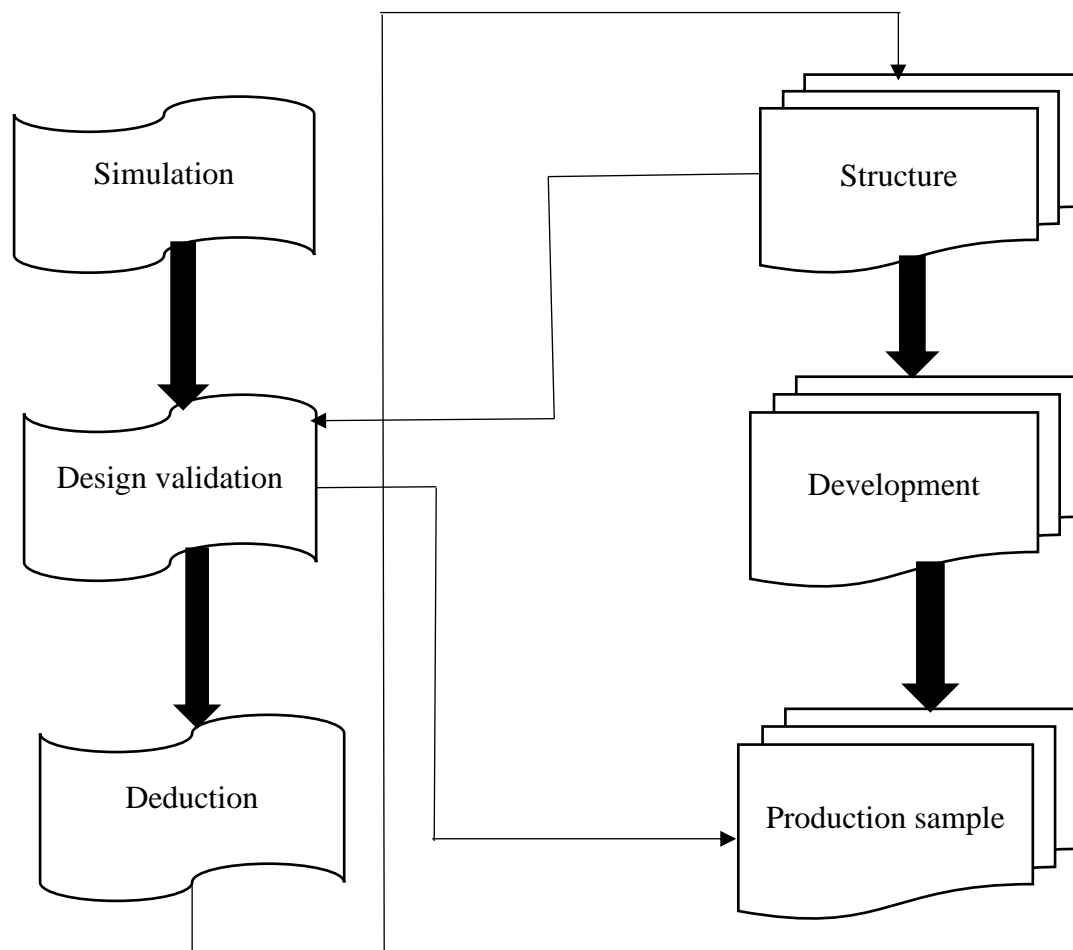 Simulation
Structure
Design validation
Development
Deduction
Production sample